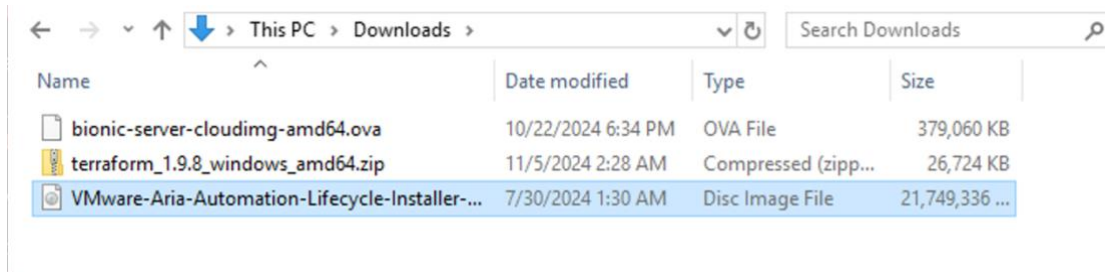 This PC > Downloads > Search Downloads
Name Date modified Type Size
bionic-server-cloudimg-amd64.ova 10/22/2024 6:34 PM OVA File 379,060 KB
terraform_1.9.8_windows_amd64.zip 11/5/2024 2:28 AM Compressed (zipp... 26,724 KB
VMware-Aria-Automation-Lifecycle-Installer-... 7/30/2024 1:30 AM Disc Image File 21,749,336 ...